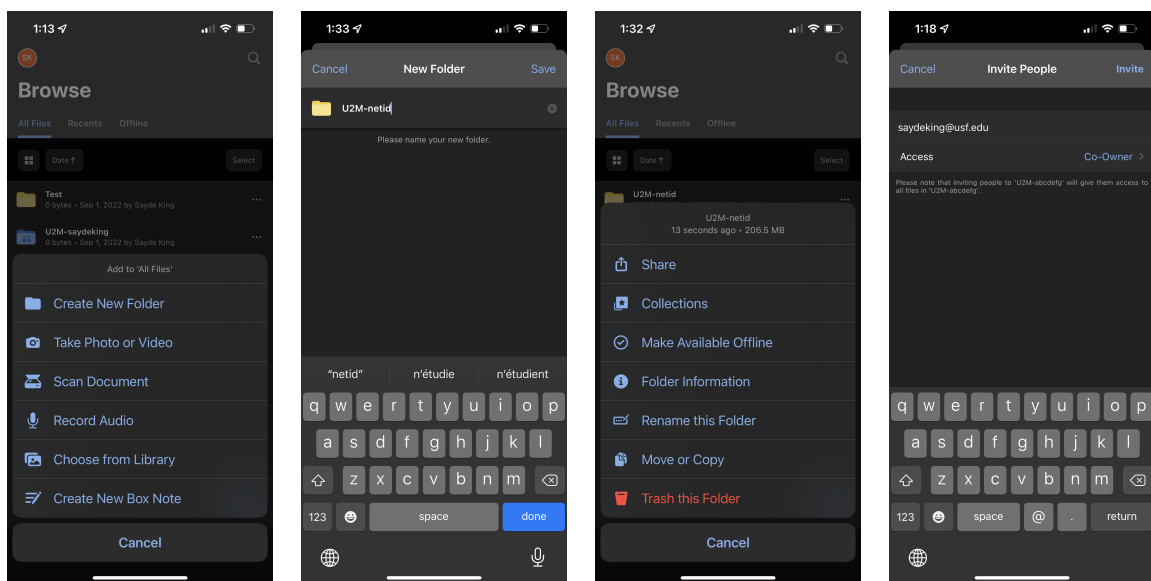 1:13
SK
Browse
All Files Recents Offline
Date ↑ Select
Test
0 bytes • Sep 1, 2022 by Sayde King
U2M-saydeking
0 bytes • Sep 1, 2022 by Sayde King
Add to 'All Files'
Create New Folder
Take Photo or Video
Scan Document
Record Audio
Choose from Library
Create New Box Note
Cancel
1:33
Cancel New Folder Save
U2M-netid
Please name your new folder.
“netid” n'étudie n'étudient
q w e r t y u i o p
a s d f g h j k l
z x c v b n m
123 space done
1:32
SK
Browse
All Files Recents Offline
Date ↑ Select
U2M-netid
U2M-netid
13 seconds ago • 206.5 MB
Share
Collections
Make Available Offline
Folder Information
Rename this Folder
Move or Copy
Trash this Folder
Cancel
1:18
Cancel Invite People Invite
saydeking@usf.edu
Access Co-Owner >
Please note that inviting people to 'U2M-abcdefg' will give them access to
all files in 'U2M-abcdefg'.
q w e r t y u i o p
a s d f g h j k l
z x c v b n m
123 space @ . return